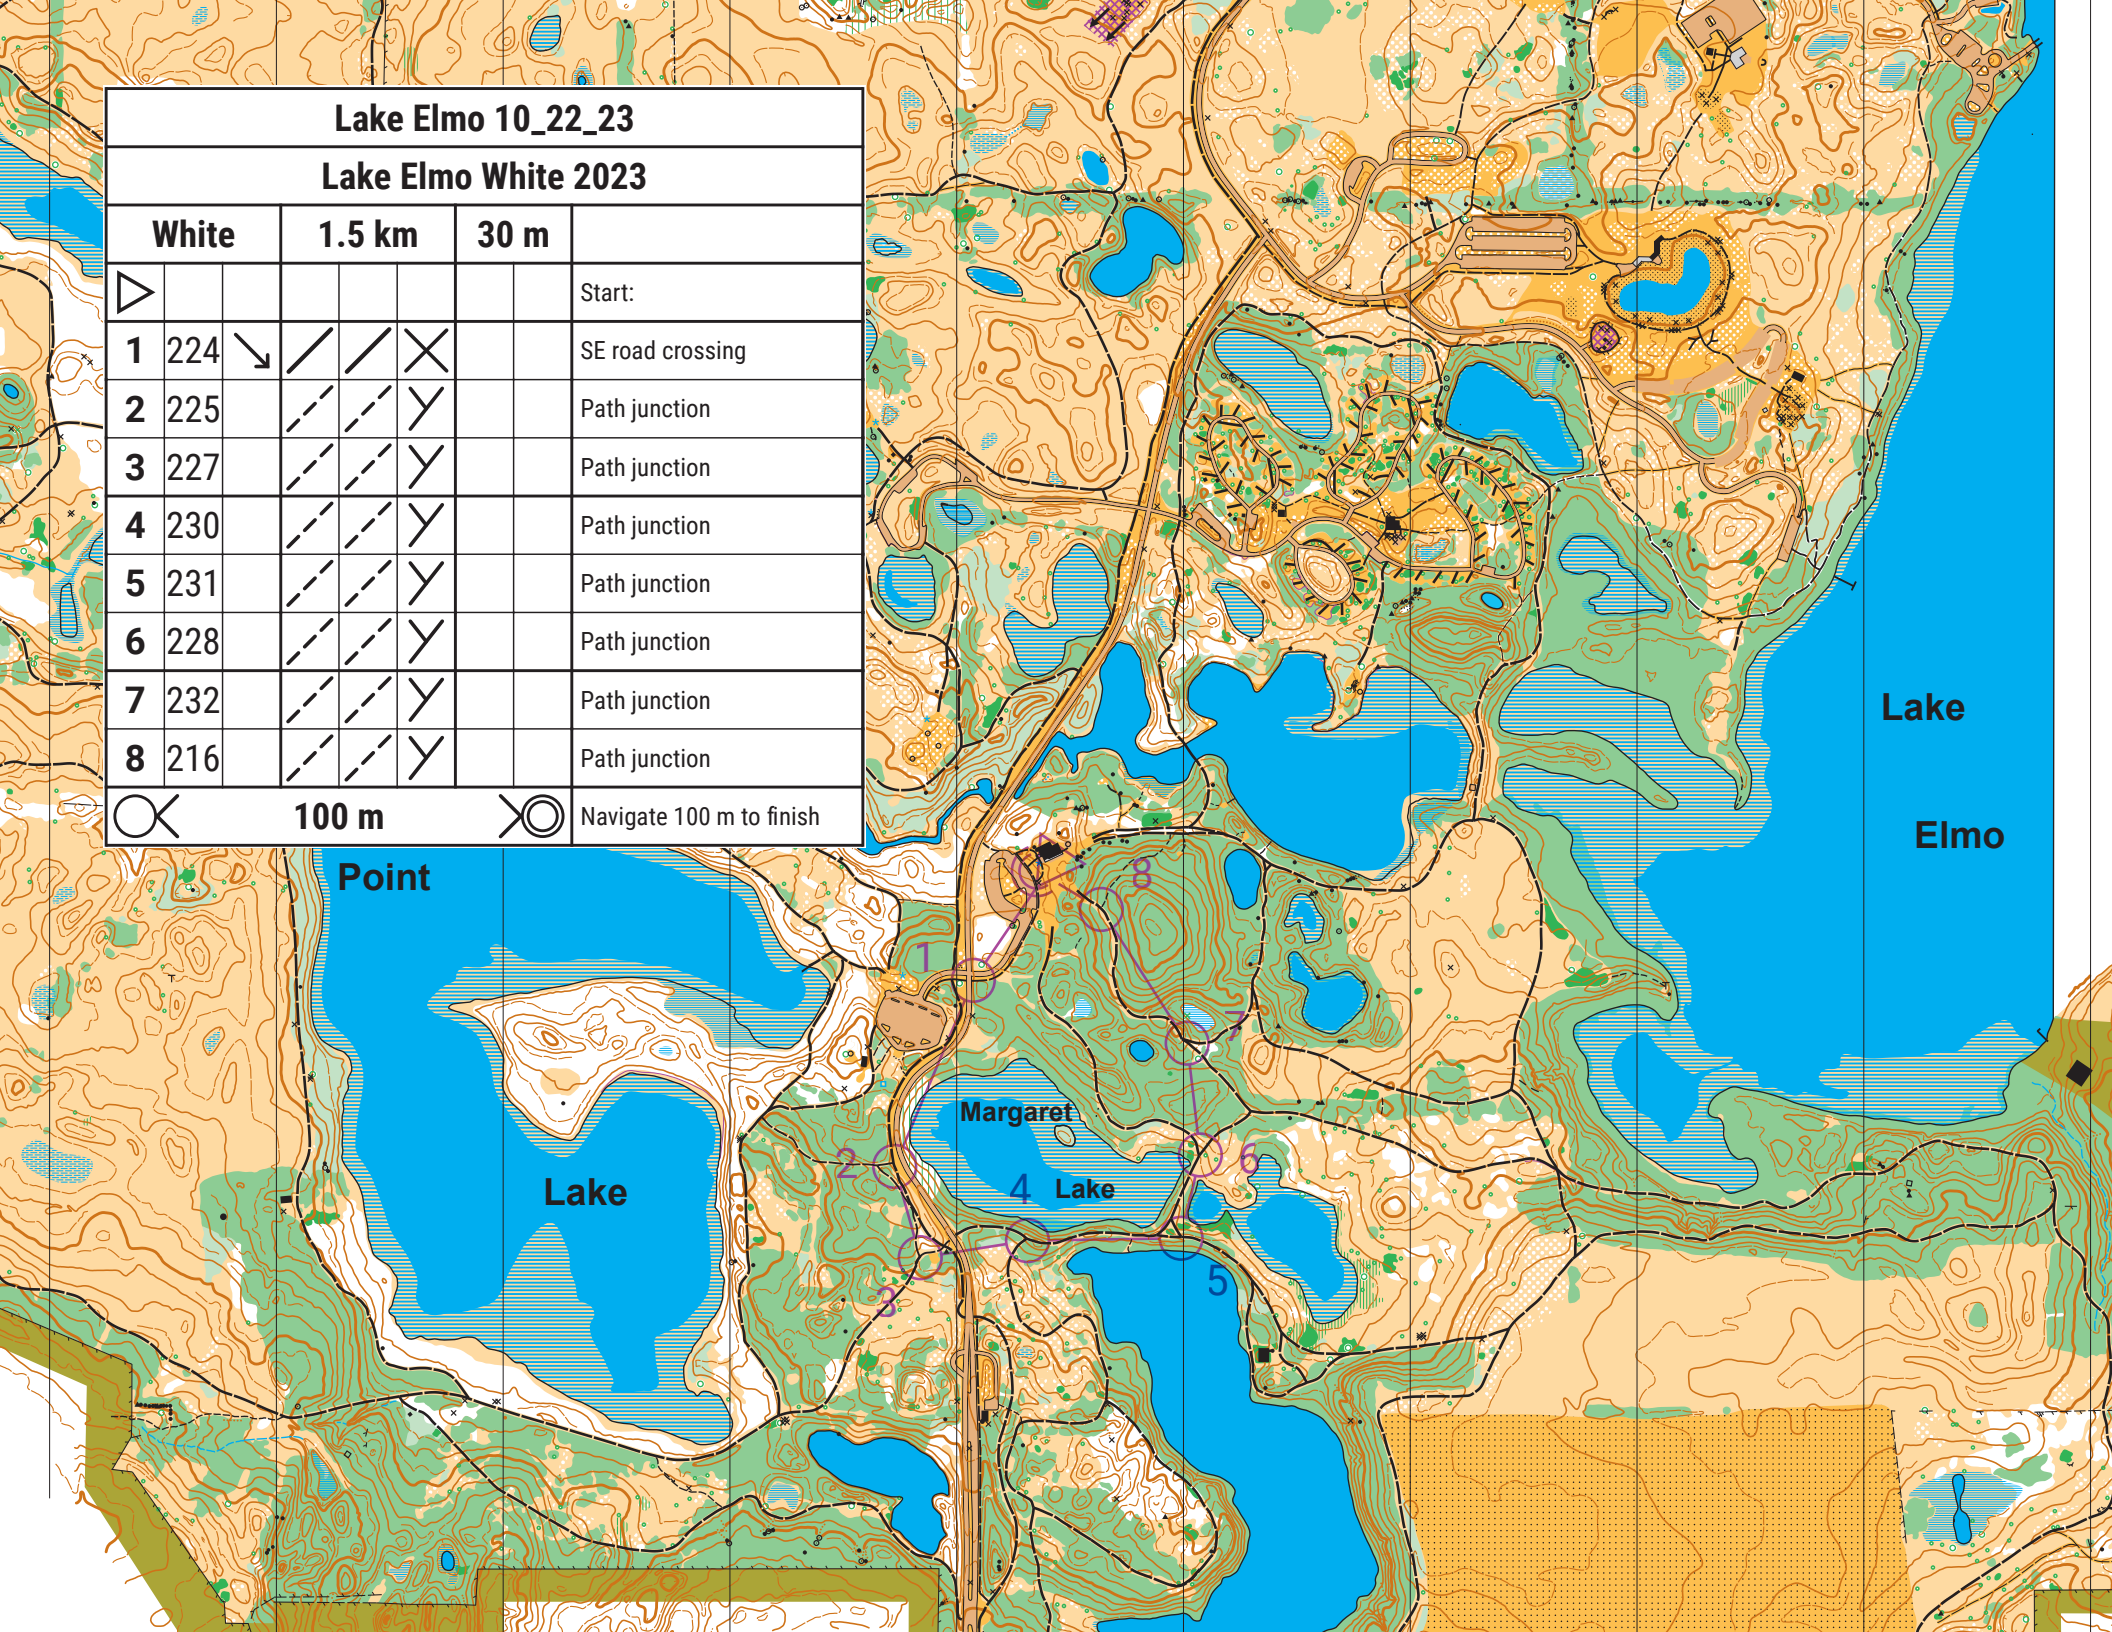 Lake Elmo 10_22_23
Lake Elmo White 2023
White 1.5 km 30 m
Start:
1 224 SE road crossing
2 225 Path junction
3 227 Path junction
4 230 Path junction
5 231 Path junction
6 228 Path junction
7 232 Path junction
8 216 Path junction
100 m Navigate 100 m to finish
Lake
Elmo
Point
Lake
Margaret
Lake
1
2
3
4
5
6
7
8